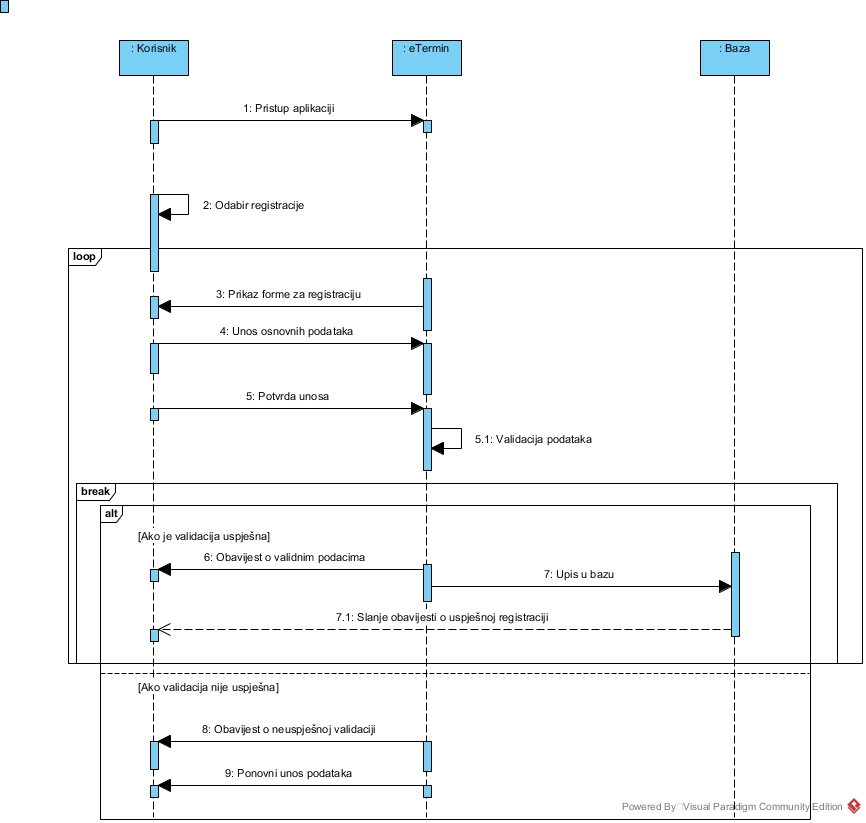 : Korisnik
: eTermin
: Baza
1: Pristup aplikaciji
2: Odabir registracije
loop
3: Prikaz forme za registraciju
4: Unos osnovnih podataka
5: Potvrda unosa
5.1: Validacija podataka
break
alt
[Ako je validacija uspješna]
6: Obavijest o validnim podacima
7: Upis u bazu
7.1: Slanje obavijesti o uspješnoj registraciji
[Ako validacija nije uspješna]
8: Obavijest o neuspješnoj validaciji
9: Ponovni unos podataka
Powered By Visual Paradigm Community Edition